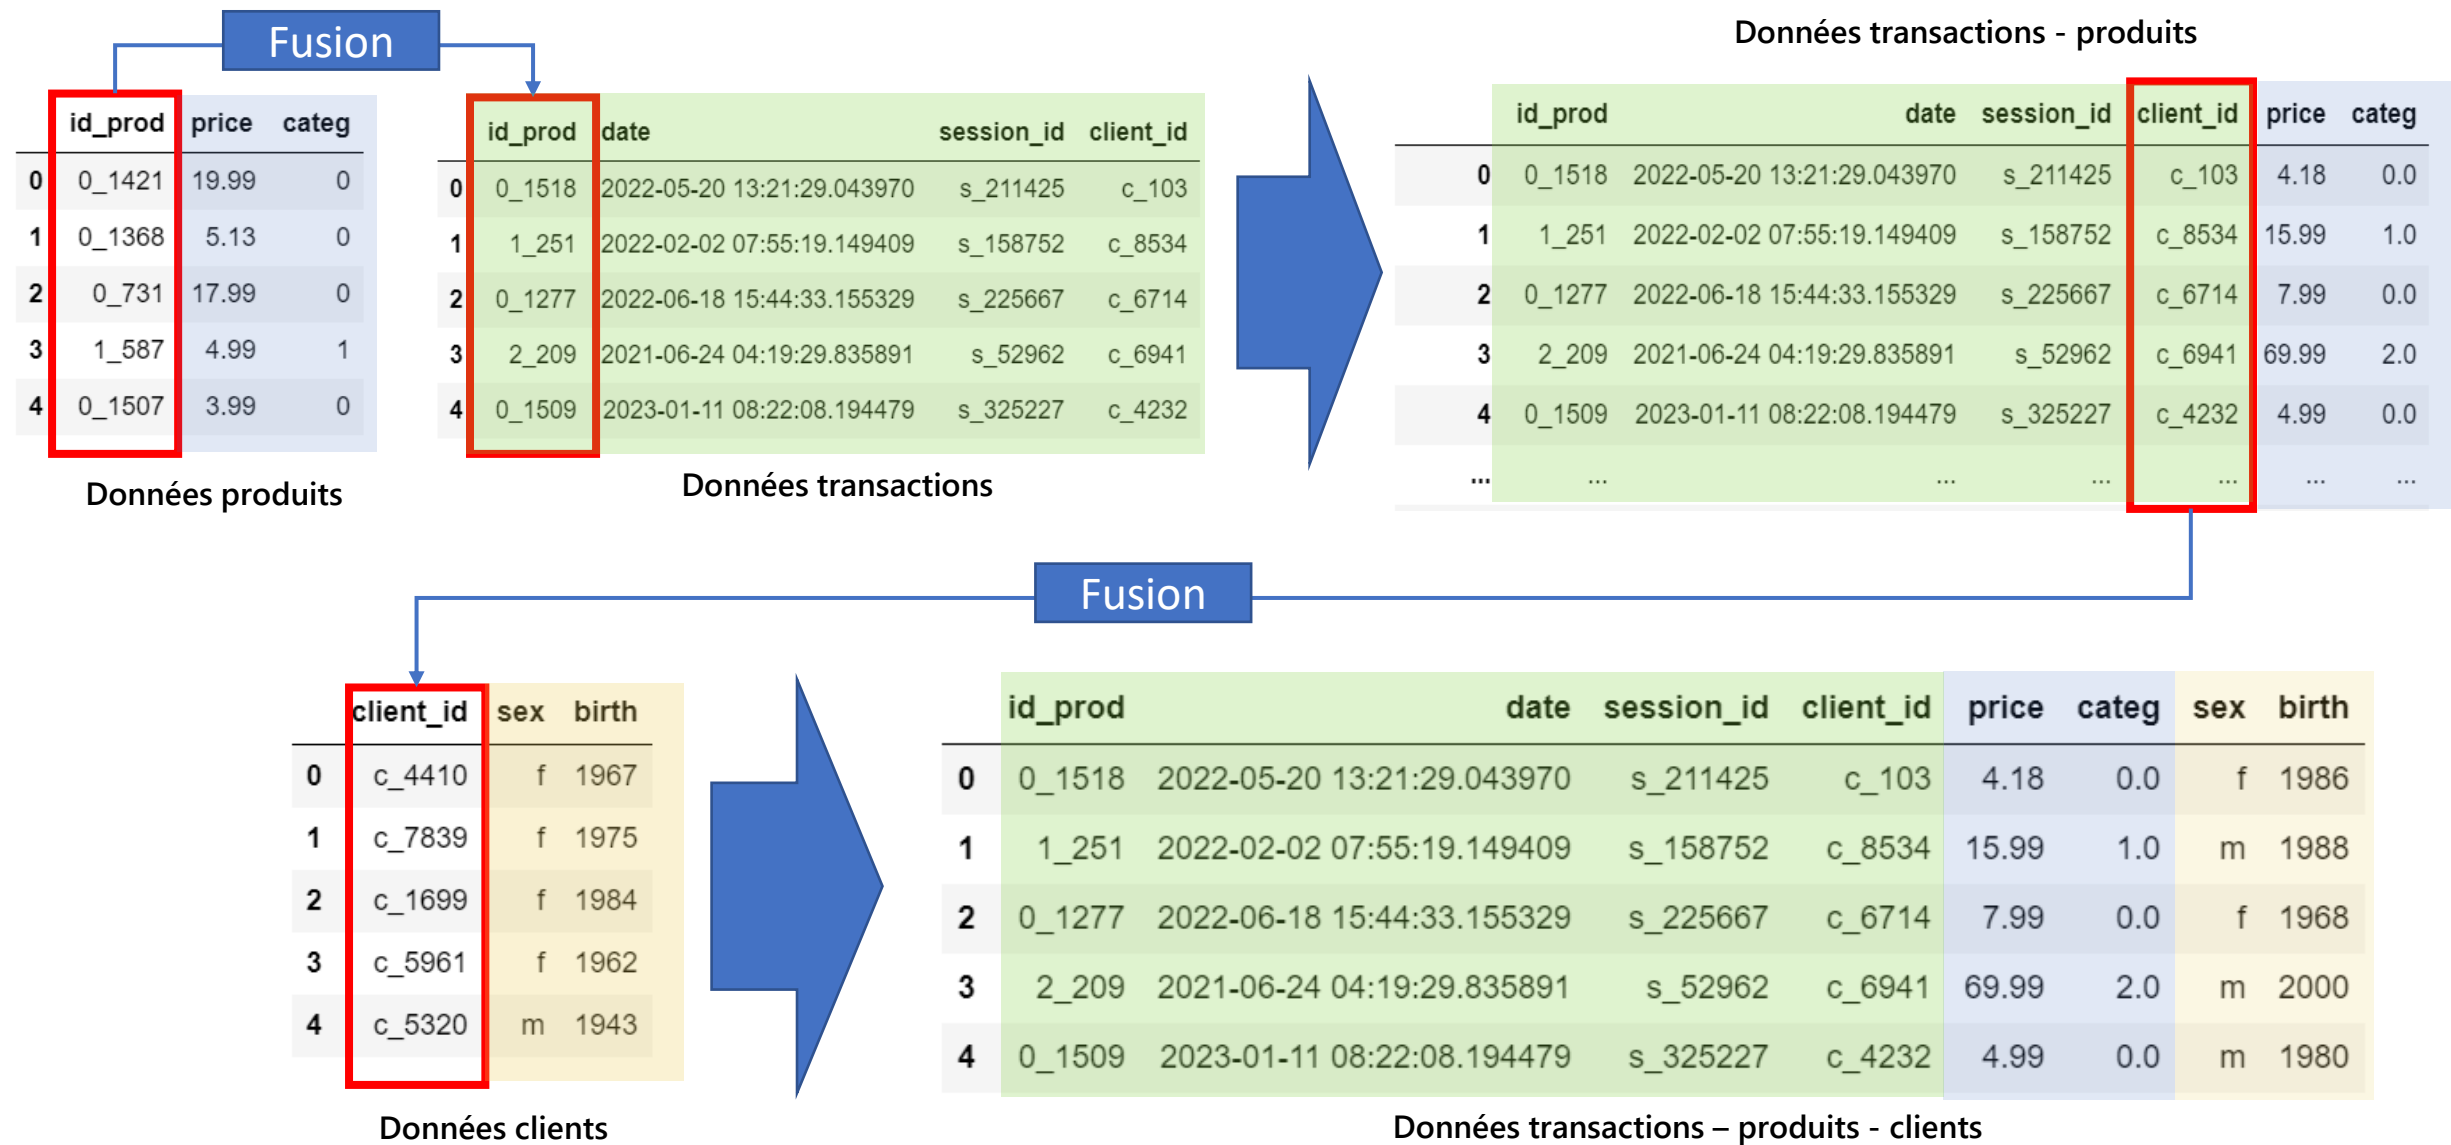 Fusion
id_prod price categ
0 0_1421 19.99 0
1 0_1368 5.13 0
2 0_731 17.99 0
3 1_587 4.99 1
4 0_1507 3.99 0
Données produits
id_prod date session_id client_id
0 0_1518 2022-05-20 13:21:29.043970 s_211425 c_103
1 1_251 2022-02-02 07:55:19.149409 s_158752 c_8534
2 0_1277 2022-06-18 15:44:33.155329 s_225667 c_6714
3 2_209 2021-06-24 04:19:29.835891 s_52962 c_6941
4 0_1509 2023-01-11 08:22:08.194479 s_325227 c_4232
Données transactions
Données transactions - produits
id_prod date session_id client_id price categ
0 0_1518 2022-05-20 13:21:29.043970 s_211425 c_103 4.18 0.0
1 1_251 2022-02-02 07:55:19.149409 s_158752 c_8534 15.99 1.0
2 0_1277 2022-06-18 15:44:33.155329 s_225667 c_6714 7.99 0.0
3 2_209 2021-06-24 04:19:29.835891 s_52962 c_6941 69.99 2.0
4 0_1509 2023-01-11 08:22:08.194479 s_325227 c_4232 4.99 0.0
... ... ... ... ... ... ...
Fusion
client_id sex birth
0 c_4410 f 1967
1 c_7839 f 1975
2 c_1699 f 1984
3 c_5961 f 1962
4 c_5320 m 1943
Données clients
id_prod date session_id client_id price categ sex birth
0 0_1518 2022-05-20 13:21:29.043970 s_211425 c_103 4.18 0.0 f 1986
1 1_251 2022-02-02 07:55:19.149409 s_158752 c_8534 15.99 1.0 m 1988
2 0_1277 2022-06-18 15:44:33.155329 s_225667 c_6714 7.99 0.0 f 1968
3 2_209 2021-06-24 04:19:29.835891 s_52962 c_6941 69.99 2.0 m 2000
4 0_1509 2023-01-11 08:22:08.194479 s_325227 c_4232 4.99 0.0 m 1980
Données transactions – produits - clients